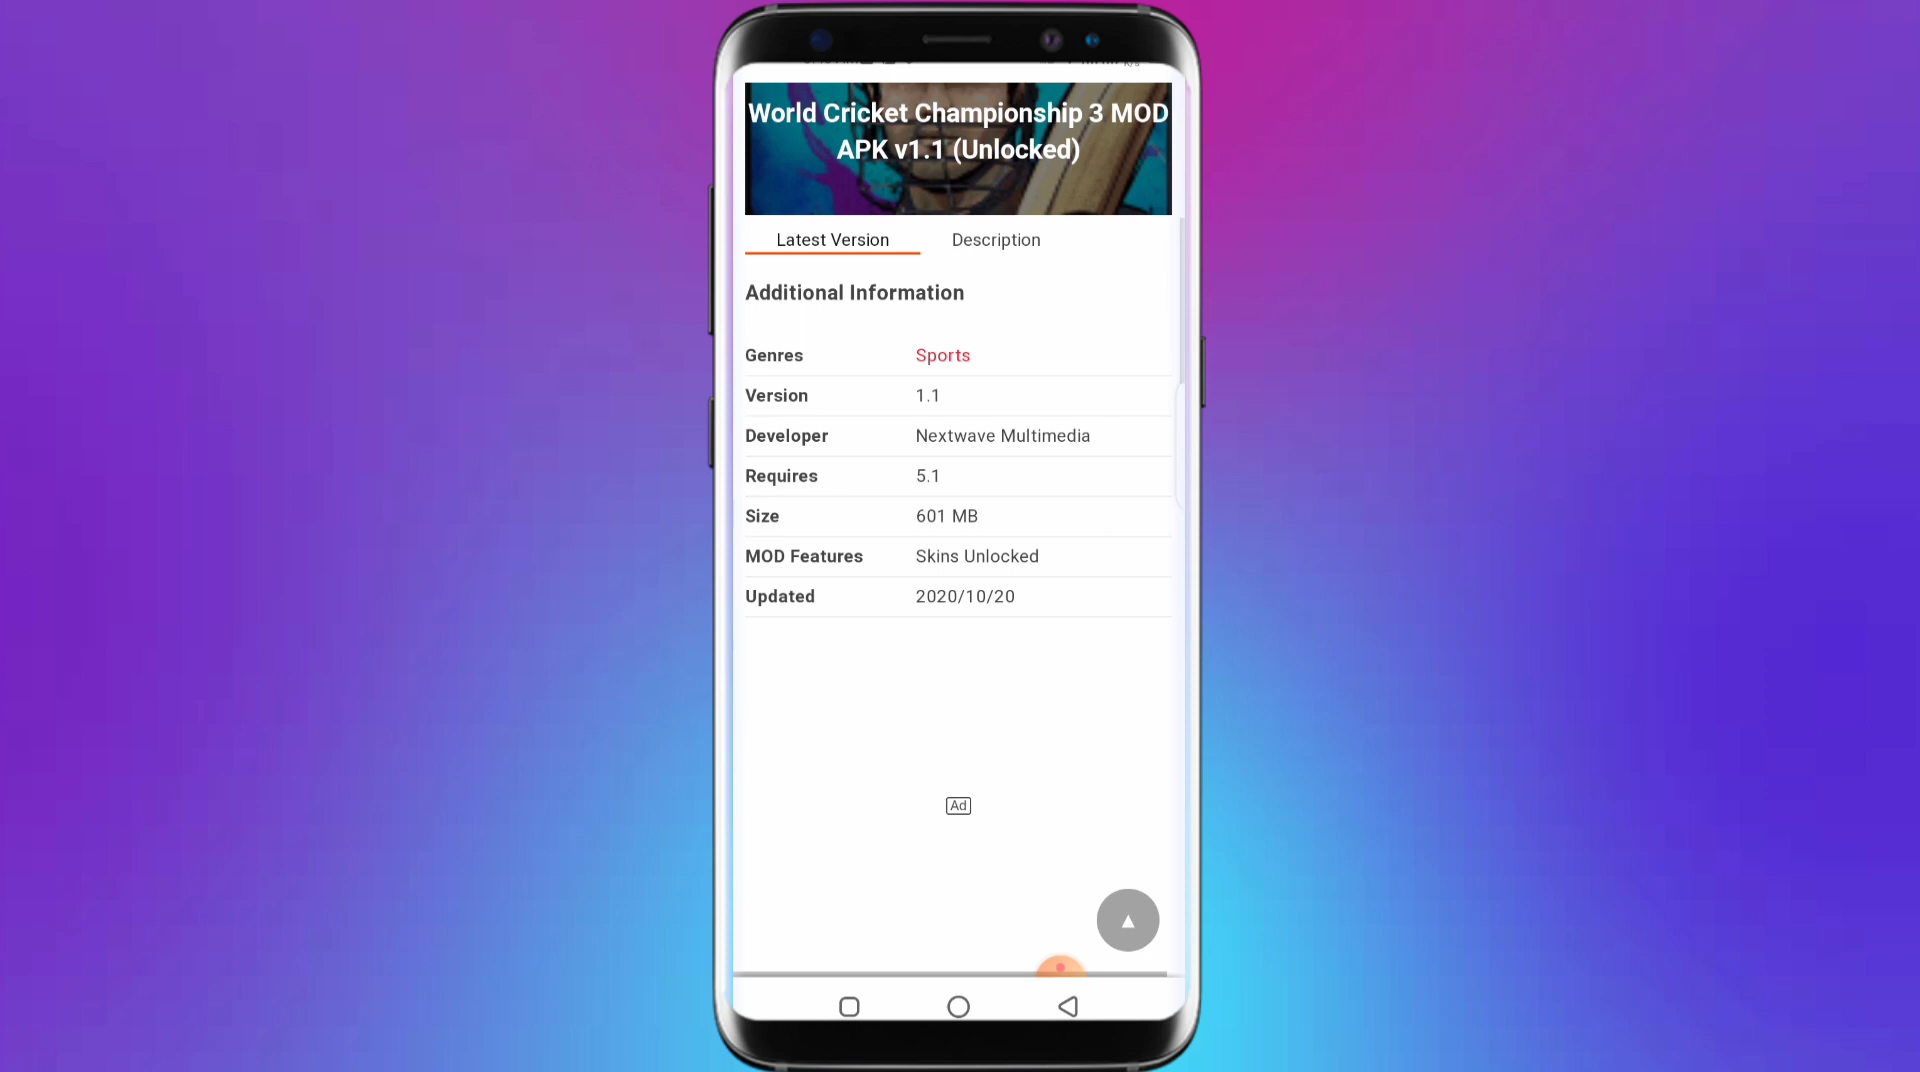 World Cricket Championship 3 MOD
APK v1.1 (Unlocked)
Latest Version Description
Additional Information
Genres Sports
Version 1.1
Developer Nextwave Multimedia
Requires 5.1
Size 601 MB
MOD Features Skins Unlocked
Updated 2020/10/20
Ad